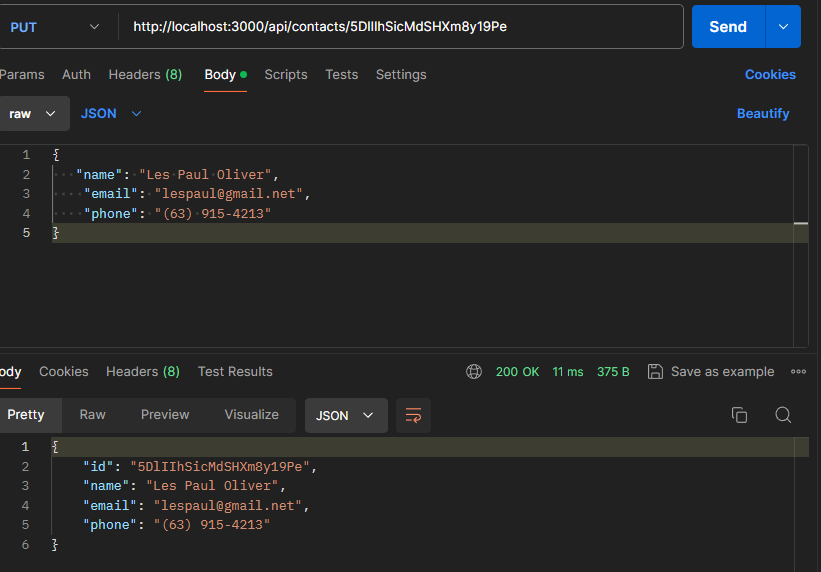 PUT http://localhost:3000/api/contacts/5DlIIhSicMdSHXm8y19Pe Send
Params Auth Headers (8) Body Scripts Tests Settings Cookies
raw JSON Beautify
1 {
2 "name": "Les Paul Oliver",
3 "email": "lespaul@gmail.net",
4 "phone": "(63) 915-4213"
5 }
ody Cookies Headers (8) Test Results 200 OK 11 ms 375 B Save as example
Pretty Raw Preview Visualize JSON
1 {
2 "id": "5DlIIhSicMdSHXm8y19Pe",
3 "name": "Les Paul Oliver",
4 "email": "lespaul@gmail.net",
5 "phone": "(63) 915-4213"
6 }